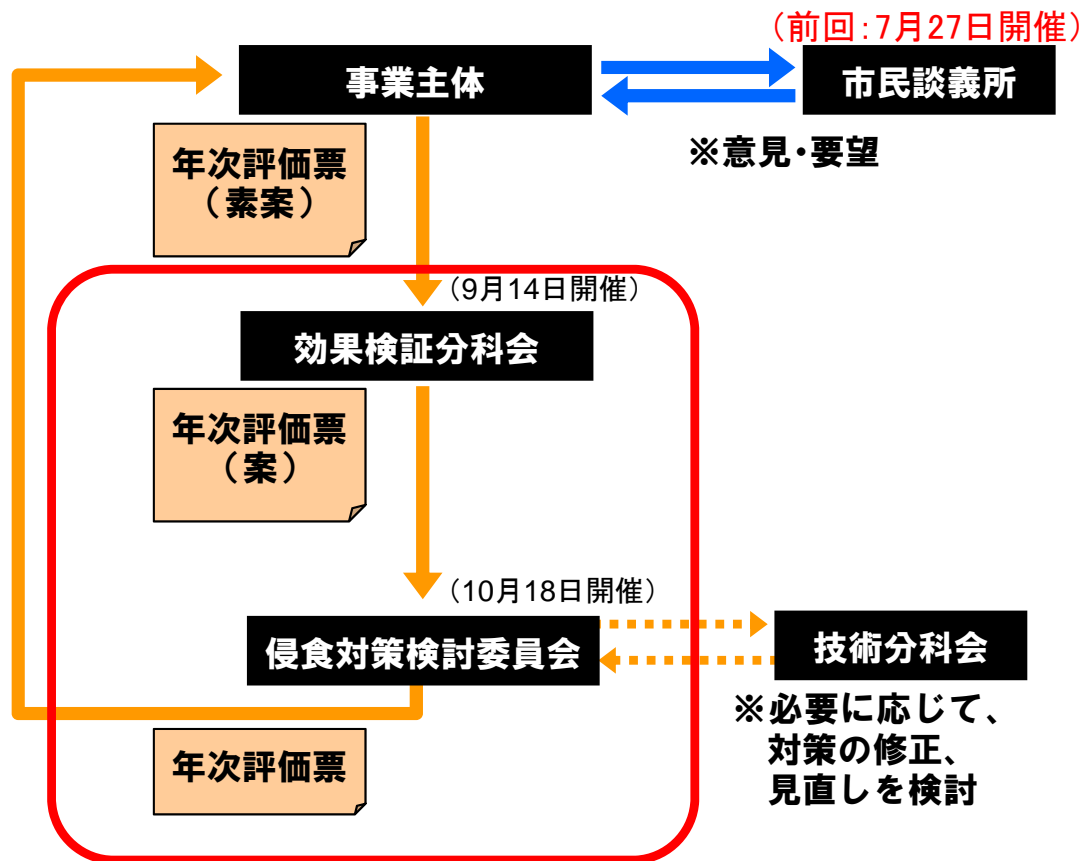 （前回：7月27日開催）
事業主体
市民談義所
※意見・要望
年次評価票
（素案）
（9月14日開催）
効果検証分科会
年次評価票
（案）
（10月18日開催）
侵食対策検討委員会
技術分科会
※必要に応じて、
対策の修正、
見直しを検討
年次評価票